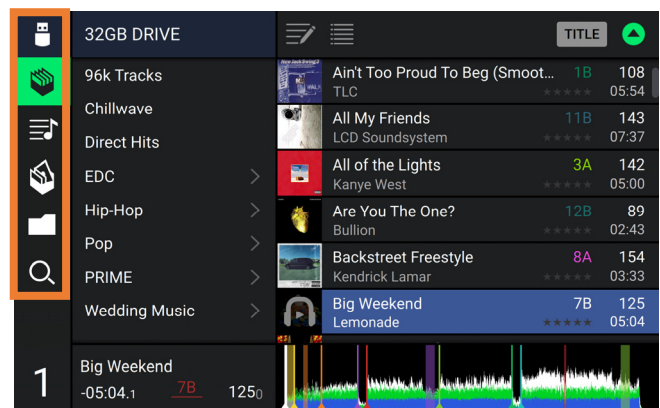 32GB DRIVE
TITLE
96k Tracks
Chillwave
Direct Hits
EDC
Hip-Hop
Pop
PRIME
Wedding Music
Ain't Too Proud To Beg (Smoot... 1B 108
TLC 05:54
All My Friends 11B 143
LCD Soundsystem 07:37
All of the Lights 3A 142
Kanye West 05:00
Are You The One? 12B 89
Bullion 02:43
Backstreet Freestyle 8A 154
Kendrick Lamar 03:33
Big Weekend 7B 125
Lemonade 05:04
1
Big Weekend
-05:04.1 7B 1250